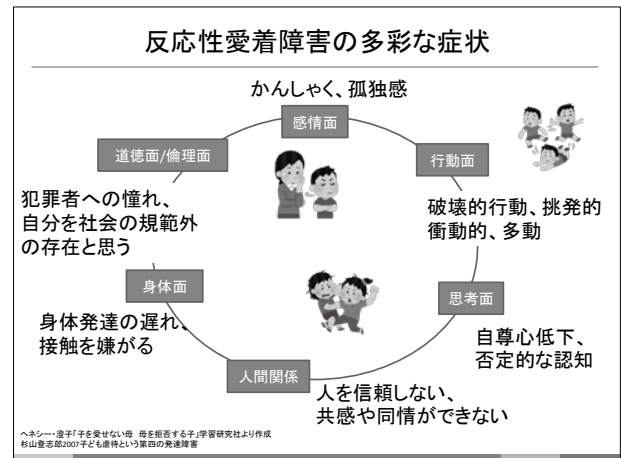 反応性愛着障害の多彩な症状
かんしゃく、孤独感
感情面
道徳面/倫理面
行動面
犯罪者への憧れ、
自分を社会の規範外
の存在と思う
破壊的行動、挑発的
衝動的、多動
身体面
思考面
身体発達の遅れ、
接触を嫌がる
自尊心低下、
否定的な認知
人間関係
人を信頼しない、
共感や同情ができない
ヘネシー・澄子「子を愛せない母　母を拒否する子」学習研究社より作成
杉山登志郎2007子ども虐待という第四の発達障害